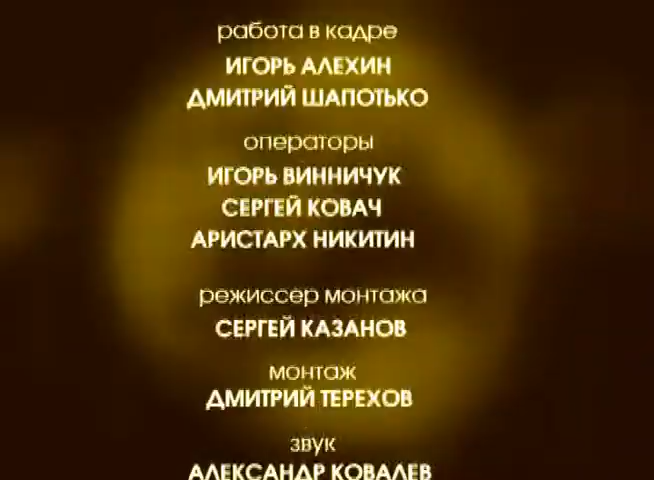 работа в кадре
ИГОРЬ АЛЕХИН
ДМИТРИЙ ШАПОТЬКО
операторы
ИГОРЬ ВИННИЧУК
СЕРГЕЙ КОВАЧ
АРИСТАРХ НИКИТИН
режиссер монтажа
СЕРГЕЙ КАЗАНОВ
монтаж
ДМИТРИЙ ТЕРЕХОВ
звук
АЛЕКСАНДР КОВАЛЕВ